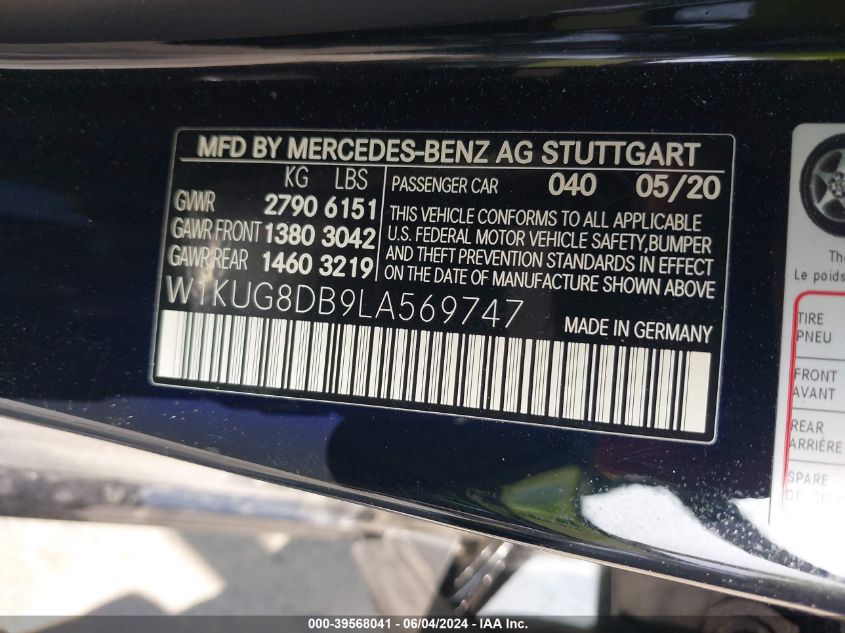 MFD BY MERCEDES-BENZ AG STUTTGART
KG LBS
GVWR 2790 6151
GAWR FRONT 1380 3042
GAWR REAR 1460 3219
PASSENGER CAR 040 05/20
THIS VEHICLE CONFORMS TO ALL APPLICABLE
U.S. FEDERAL MOTOR VEHICLE SAFETY, BUMPER
AND THEFT PREVENTION STANDARDS IN EFFECT
ON THE DATE OF MANUFACTURE SHOWN ABOVE
W1KUG8DB9LA569747
MADE IN GERMANY
Le poids
TIRE
PNEU
FRONT
AVANT
REAR
ARRIÈRE
SPARE
000-39568041 - 06/04/2024 - IAAI Inc.